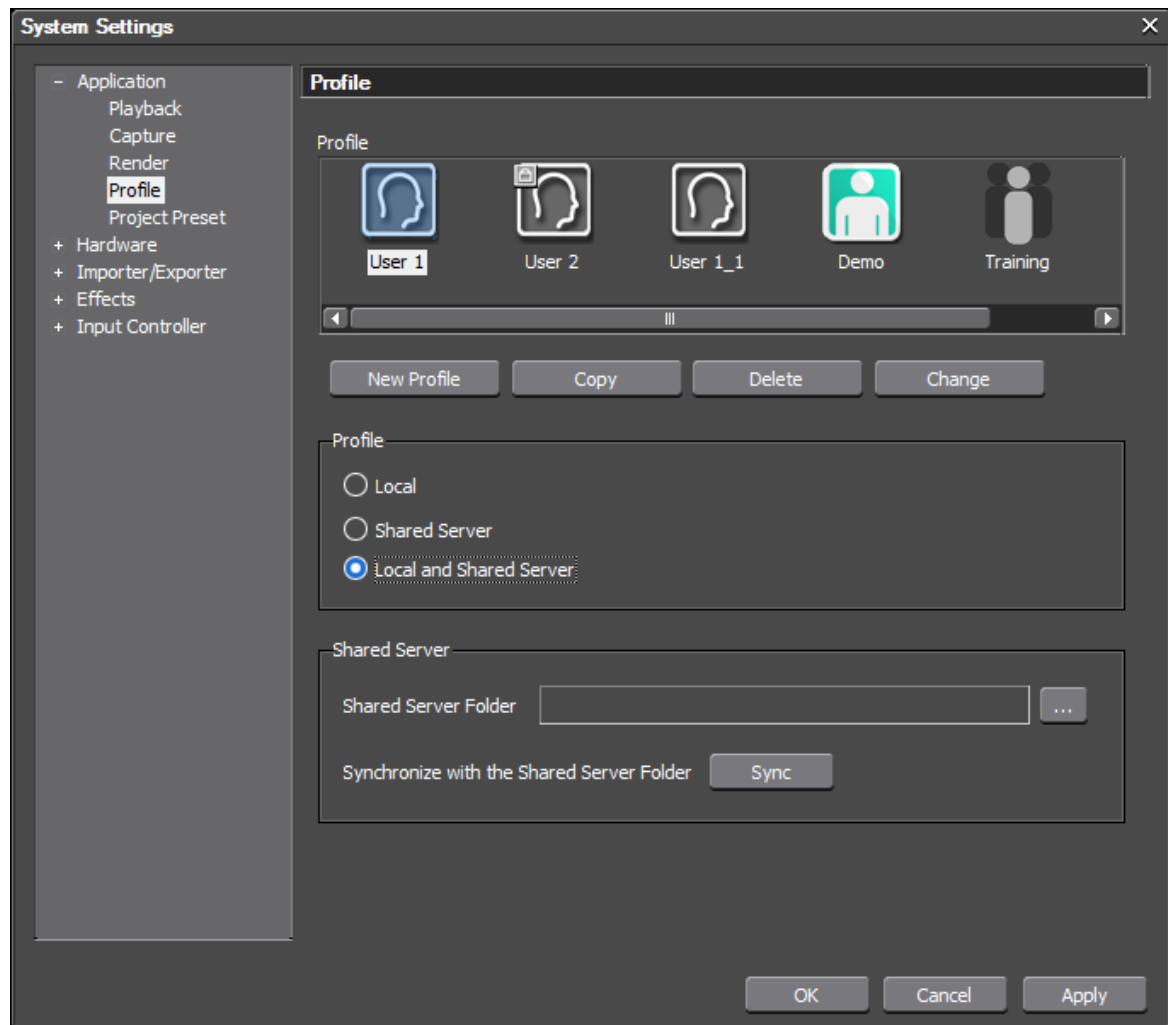 System Settings
Application
Playback
Capture
Render
Profile
Project Preset
Hardware
Importer/Exporter
Effects
Input Controller
Profile
Profile
User 1 User 2 User 1_1 Demo Training
New Profile Copy Delete Change
Profile
Local
Shared Server
Local and Shared Server
Shared Server
Shared Server Folder ...
Synchronize with the Shared Server Folder Sync
OK Cancel Apply